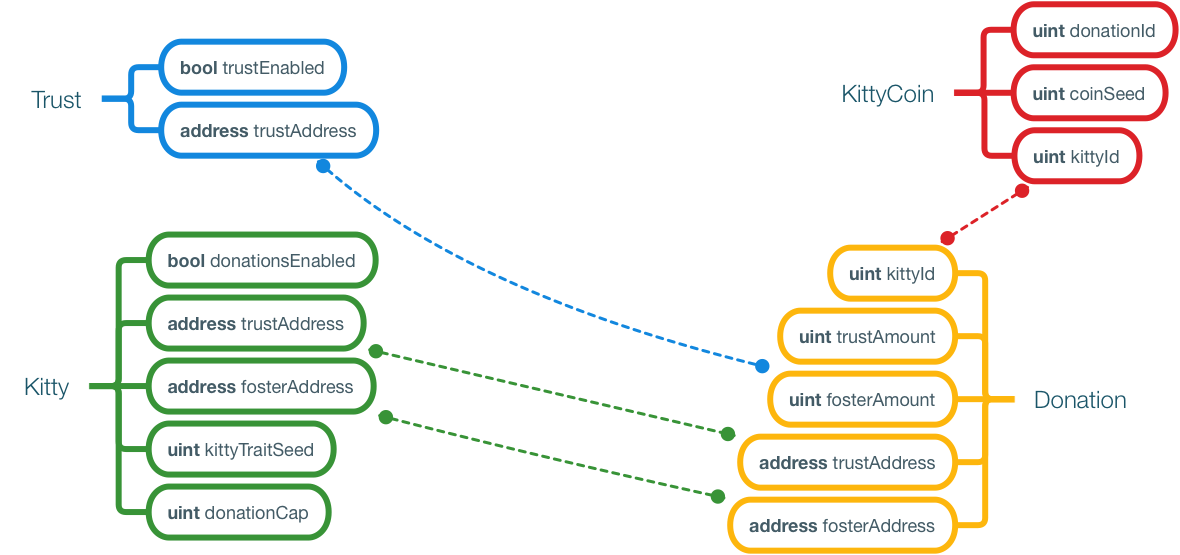 Trust
bool trustEnabled
address trustAddress
KittyCoin
uint donationId
uint coinSeed
uint kittyId
Kitty
bool donationsEnabled
address trustAddress
address fosterAddress
uint kittyTraitSeed
uint donationCap
Donation
uint kittyId
uint trustAmount
uint fosterAmount
address trustAddress
address fosterAddress